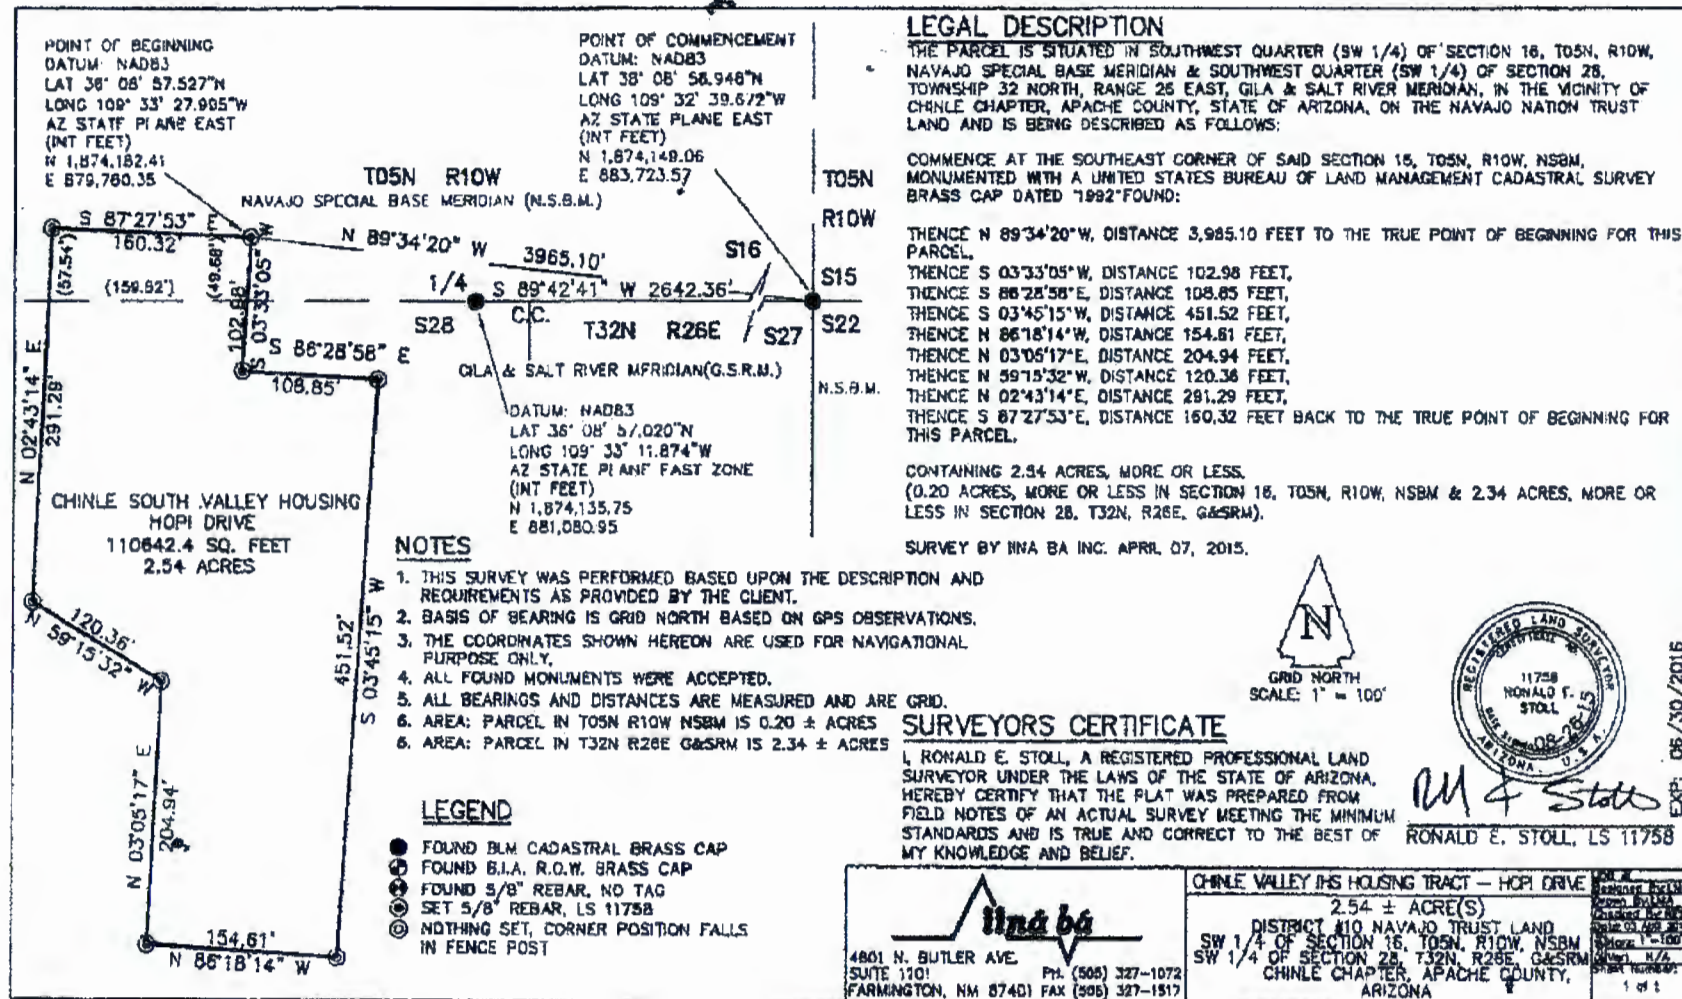 POINT OF BEGINNING
DATUM: NAD83
LAT 36° 08' 57.527"N
LONG 109° 33' 27.905"W
AZ STATE PLANE EAST
(INT FEET)
N 1,874,182.41
E 879,760.35
POINT OF COMMENCEMENT
DATUM: NAD83
LAT 36° 08' 56.948"N
LONG 109° 32' 39.672"W
AZ STATE PLANE EAST
(INT FEET)
N 1,874,149.06
E 883,723.57
T05N R10W
NAVAJO SPECIAL BASE MERIDIAN (N.S.B.M.)
T05N
R10W
S 87°27'53" E
160.32'
(57.54')
(159.92')
(49.68')
102.98'
S 03°33'05" W
N 89°34'20" W
3965.10'
S16
S15
1/4
S 89°42'41" W 2642.36'
S28
C.C.
T32N R26E
S27
S22
S 86°28'58" E
108.85'
GILA & SALT RIVER MERIDIAN(G.S.R.M.)
N.S.B.M.
DATUM: NAD83
LAT 36° 08' 57.020"N
LONG 109° 33' 11.874"W
AZ STATE PLANE EAST ZONE
(INT FEET)
N 1,874,135.75
E 881,080.95
N 02°43'14" E
291.29'
CHINLE SOUTH VALLEY HOUSING
HOPI DRIVE
110642.4 SQ. FEET
2.54 ACRES
120.36'
N 59°15'32" W
451.52'
S 03°45'15" W
N 03°05'17" E
204.94'
154.61'
N 86°18'14" W
NOTES
1. THIS SURVEY WAS PERFORMED BASED UPON THE DESCRIPTION AND
REQUIREMENTS AS PROVIDED BY THE CLIENT.
2. BASIS OF BEARING IS GRID NORTH BASED ON GPS OBSERVATIONS.
3. THE COORDINATES SHOWN HEREON ARE USED FOR NAVIGATIONAL
PURPOSE ONLY.
4. ALL FOUND MONUMENTS WERE ACCEPTED.
5. ALL BEARINGS AND DISTANCES ARE MEASURED AND ARE GRID.
6. AREA: PARCEL IN T05N R10W NSBM IS 0.20 ± ACRES
6. AREA: PARCEL IN T32N R26E G&SRM IS 2.34 ± ACRES
LEGEND
FOUND BLM CADASTRAL BRASS CAP
FOUND B.I.A. R.O.W. BRASS CAP
FOUND 5/8" REBAR, NO TAG
SET 5/8" REBAR, LS 11758
NOTHING SET, CORNER POSITION FALLS
IN FENCE POST
LEGAL DESCRIPTION
THE PARCEL IS SITUATED IN SOUTHWEST QUARTER (SW 1/4) OF SECTION 16, T05N, R10W,
NAVAJO SPECIAL BASE MERIDIAN & SOUTHWEST QUARTER (SW 1/4) OF SECTION 28,
TOWNSHIP 32 NORTH, RANGE 26 EAST, GILA & SALT RIVER MERIDIAN, IN THE VICINITY OF
CHINLE CHAPTER, APACHE COUNTY, STATE OF ARIZONA, ON THE NAVAJO NATION TRUST
LAND AND IS BEING DESCRIBED AS FOLLOWS:
COMMENCE AT THE SOUTHEAST CORNER OF SAID SECTION 16, T05N, R10W, NSBM,
MONUMENTED WITH A UNITED STATES BUREAU OF LAND MANAGEMENT CADASTRAL SURVEY
BRASS CAP DATED "1992"FOUND:
THENCE N 89°34'20"W, DISTANCE 3,965.10 FEET TO THE TRUE POINT OF BEGINNING FOR THIS
PARCEL,
THENCE S 03°33'05"W, DISTANCE 102.98 FEET,
THENCE S 86°28'58"E, DISTANCE 108.85 FEET,
THENCE S 03°45'15"W, DISTANCE 451.52 FEET,
THENCE N 86°18'14"W, DISTANCE 154.61 FEET,
THENCE N 03°05'17"E, DISTANCE 204.94 FEET,
THENCE N 59°15'32"W, DISTANCE 120.36 FEET,
THENCE N 02°43'14"E, DISTANCE 291.29 FEET,
THENCE S 87°27'53"E, DISTANCE 160.32 FEET BACK TO THE TRUE POINT OF BEGINNING FOR
THIS PARCEL.
CONTAINING 2.54 ACRES, MORE OR LESS.
(0.20 ACRES, MORE OR LESS IN SECTION 16, T05N, R10W, NSBM & 2.34 ACRES, MORE OR
LESS IN SECTION 28, T32N, R26E, G&SRM).
SURVEY BY IINA BA INC. APRIL 07, 2015.
N
GRID NORTH
SCALE: 1" = 100'
REGISTERED LAND SURVEYOR
11758
RONALD E.
STOLL
08-26-15
ARIZONA, U.S.A.
EXP: 06/30/2016
SURVEYORS CERTIFICATE
I, RONALD E. STOLL, A REGISTERED PROFESSIONAL LAND
SURVEYOR UNDER THE LAWS OF THE STATE OF ARIZONA,
HEREBY CERTIFY THAT THE PLAT WAS PREPARED FROM
FIELD NOTES OF AN ACTUAL SURVEY MEETING THE MINIMUM
STANDARDS AND IS TRUE AND CORRECT TO THE BEST OF
MY KNOWLEDGE AND BELIEF.
RONALD E. STOLL, LS 11758
iiná bá
4801 N. BUTLER AVE.
SUITE 1701
FARMINGTON, NM 87401
PH. (505) 327-1072
FAX (505) 327-1517
CHINLE VALLEY IHS HOUSING TRACT – HOPI DRIVE
2.54 ± ACRE(S)
DISTRICT #10 NAVAJO TRUST LAND
SW 1/4 OF SECTION 16, T05N, R10W, NSBM
SW 1/4 OF SECTION 28, T32N, R26E, G&SRM
CHINLE CHAPTER, APACHE COUNTY,
ARIZONA
1 of 1